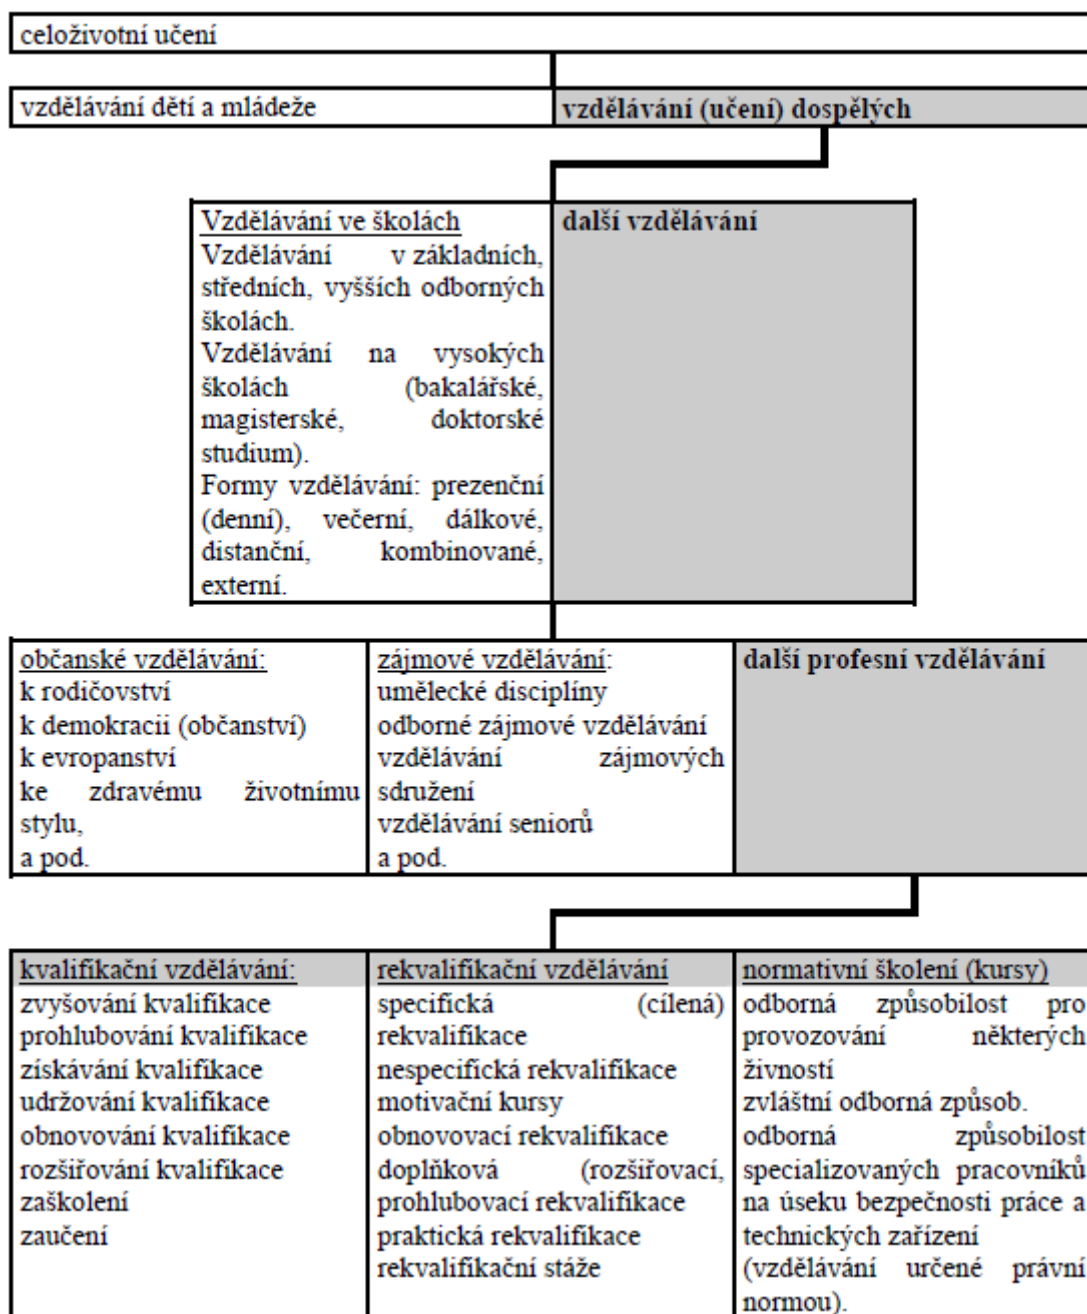 celoživotní učení
vzdělávání dětí a mládeže
vzdělávání (učení) dospělých
Vzdělávání ve školách
Vzdělávání v základních,
středních, vyšších odborných
školách.
Vzdělávání na vysokých
školách (bakalářské,
magisterské, doktorské
studium).
Formy vzdělávání: prezenční
(denní), večerní, dálkové,
distanční, kombinované,
externí.
další vzdělávání
občanské vzdělávání:
k rodičovství
k demokracii (občanství)
k evropanství
ke zdravému životnímu
stylu,
a pod.
zájmové vzdělávání:
umělecké disciplíny
odborné zájmové vzdělávání
vzdělávání zájmových
sdružení
vzdělávání seniorů
a pod.
další profesní vzdělávání
kvalifikační vzdělávání:
zvyšování kvalifikace
prohlubování kvalifikace
získávání kvalifikace
udržování kvalifikace
obnovování kvalifikace
rozšiřování kvalifikace
zaškolení
zaučení
rekvalifikační vzdělávání
specifická (cílená)
rekvalifikace
nespecifická rekvalifikace
motivační kursy
obnovovací rekvalifikace
doplňková (rozšiřovací,
prohlubovací rekvalifikace
praktická rekvalifikace
rekvalifikační stáže
normativní školení (kursy)
odborná způsobilost pro
provozování některých
živností
zvláštní odborná způsob.
odborná způsobilost
specializovaných pracovníků
na úseku bezpečnosti práce a
technických zařízení
(vzdělávání určené právní
normou).